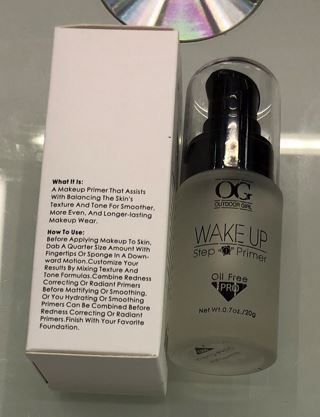 What It Is:
A Makeup Primer That Assists
With Balancing The Skin's
Texture And Tone For Smoother,
More Even, And Longer-lasting
Makeup Wear.
How To Use:
Before Applying Makeup To Skin,
Dab A Quarter Size Amount With
Fingertips Or Sponge In A Down-
ward Motion.Customize Your
Results By Mixing Texture And
Tone Formulas.Combine Redness
Correcting Or Radiant Primers
Before Mattifying Or Smoothing,
Or You Hydrating Or Smoothing
Primers Can Be Combined Before
Redness Correcting Or Radiant
Primers.Finish With Your Favorite
Foundation.
OG
OUTDOOR GIRL
WAKE UP
Step 1 Primer
Oil Free
PRO
Net Wt.0.7oz./20g